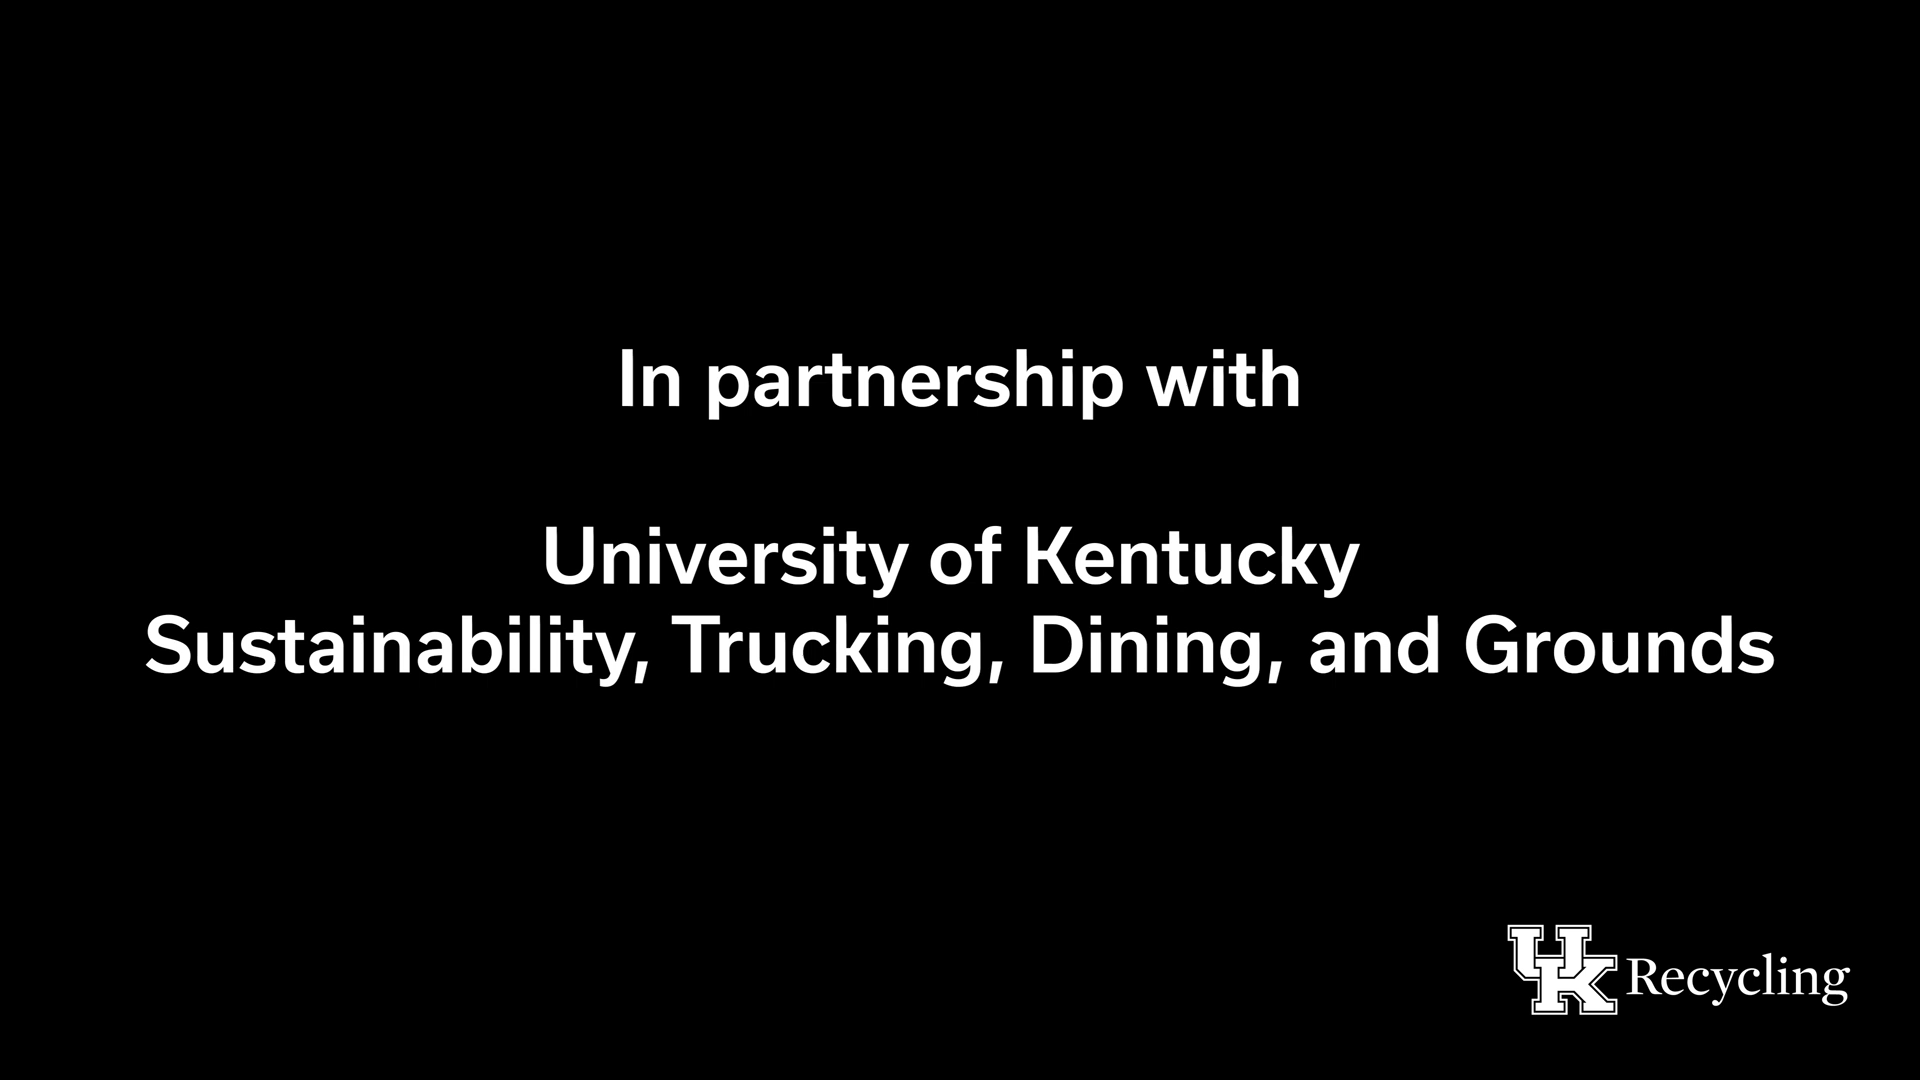 In partnership with
University of Kentucky
Sustainability, Trucking, Dining, and Grounds
UK Recycling